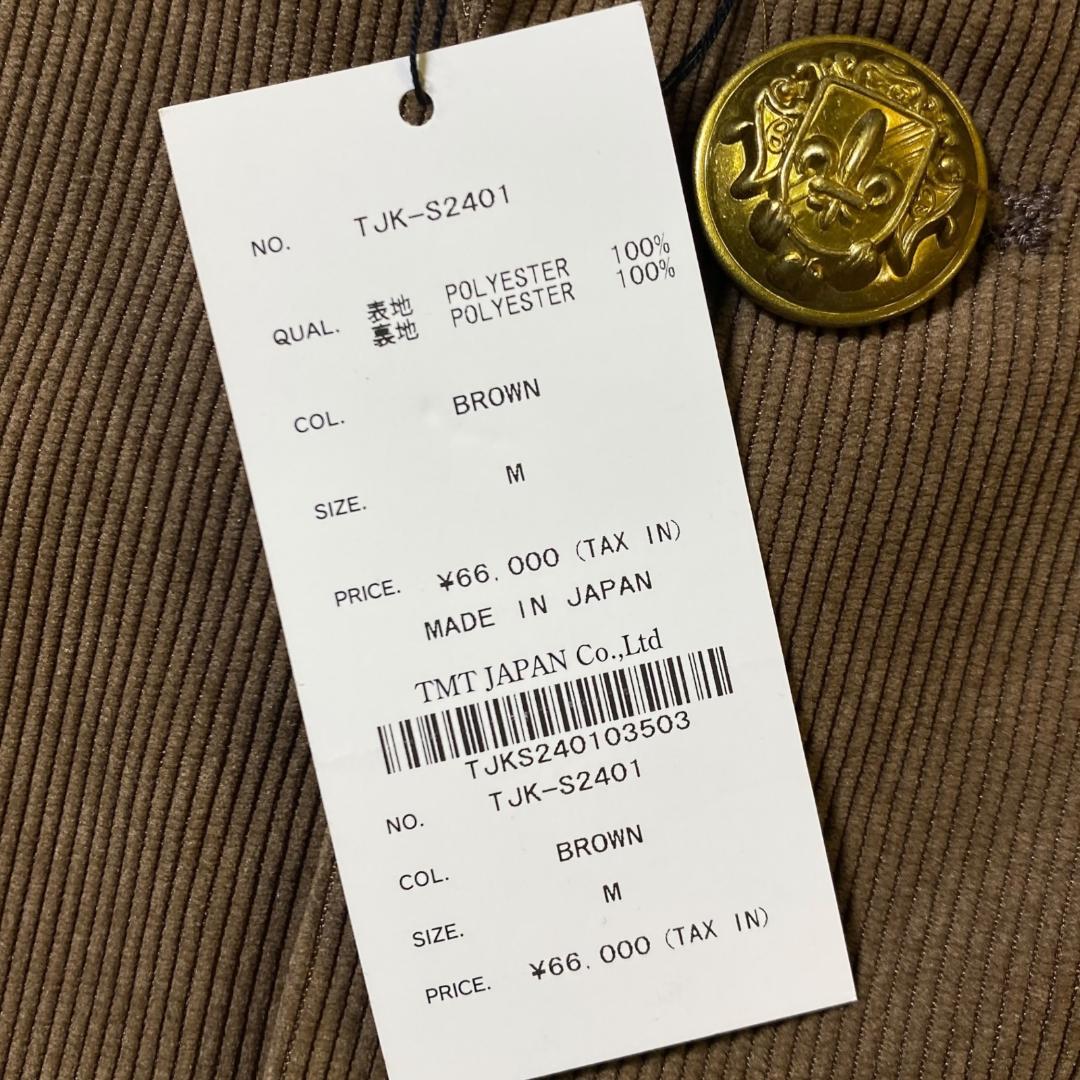 NO. TJK-S2401
QUAL. 表地 POLYESTER 100%
裏地 POLYESTER 100%
COL. BROWN
SIZE. M
PRICE. ¥66.000 (TAX IN)
MADE IN JAPAN
TMT JAPAN Co.,Ltd
TJKS240103503
NO. TJK-S2401
COL. BROWN
SIZE. M
PRICE. ¥66.000 (TAX IN)